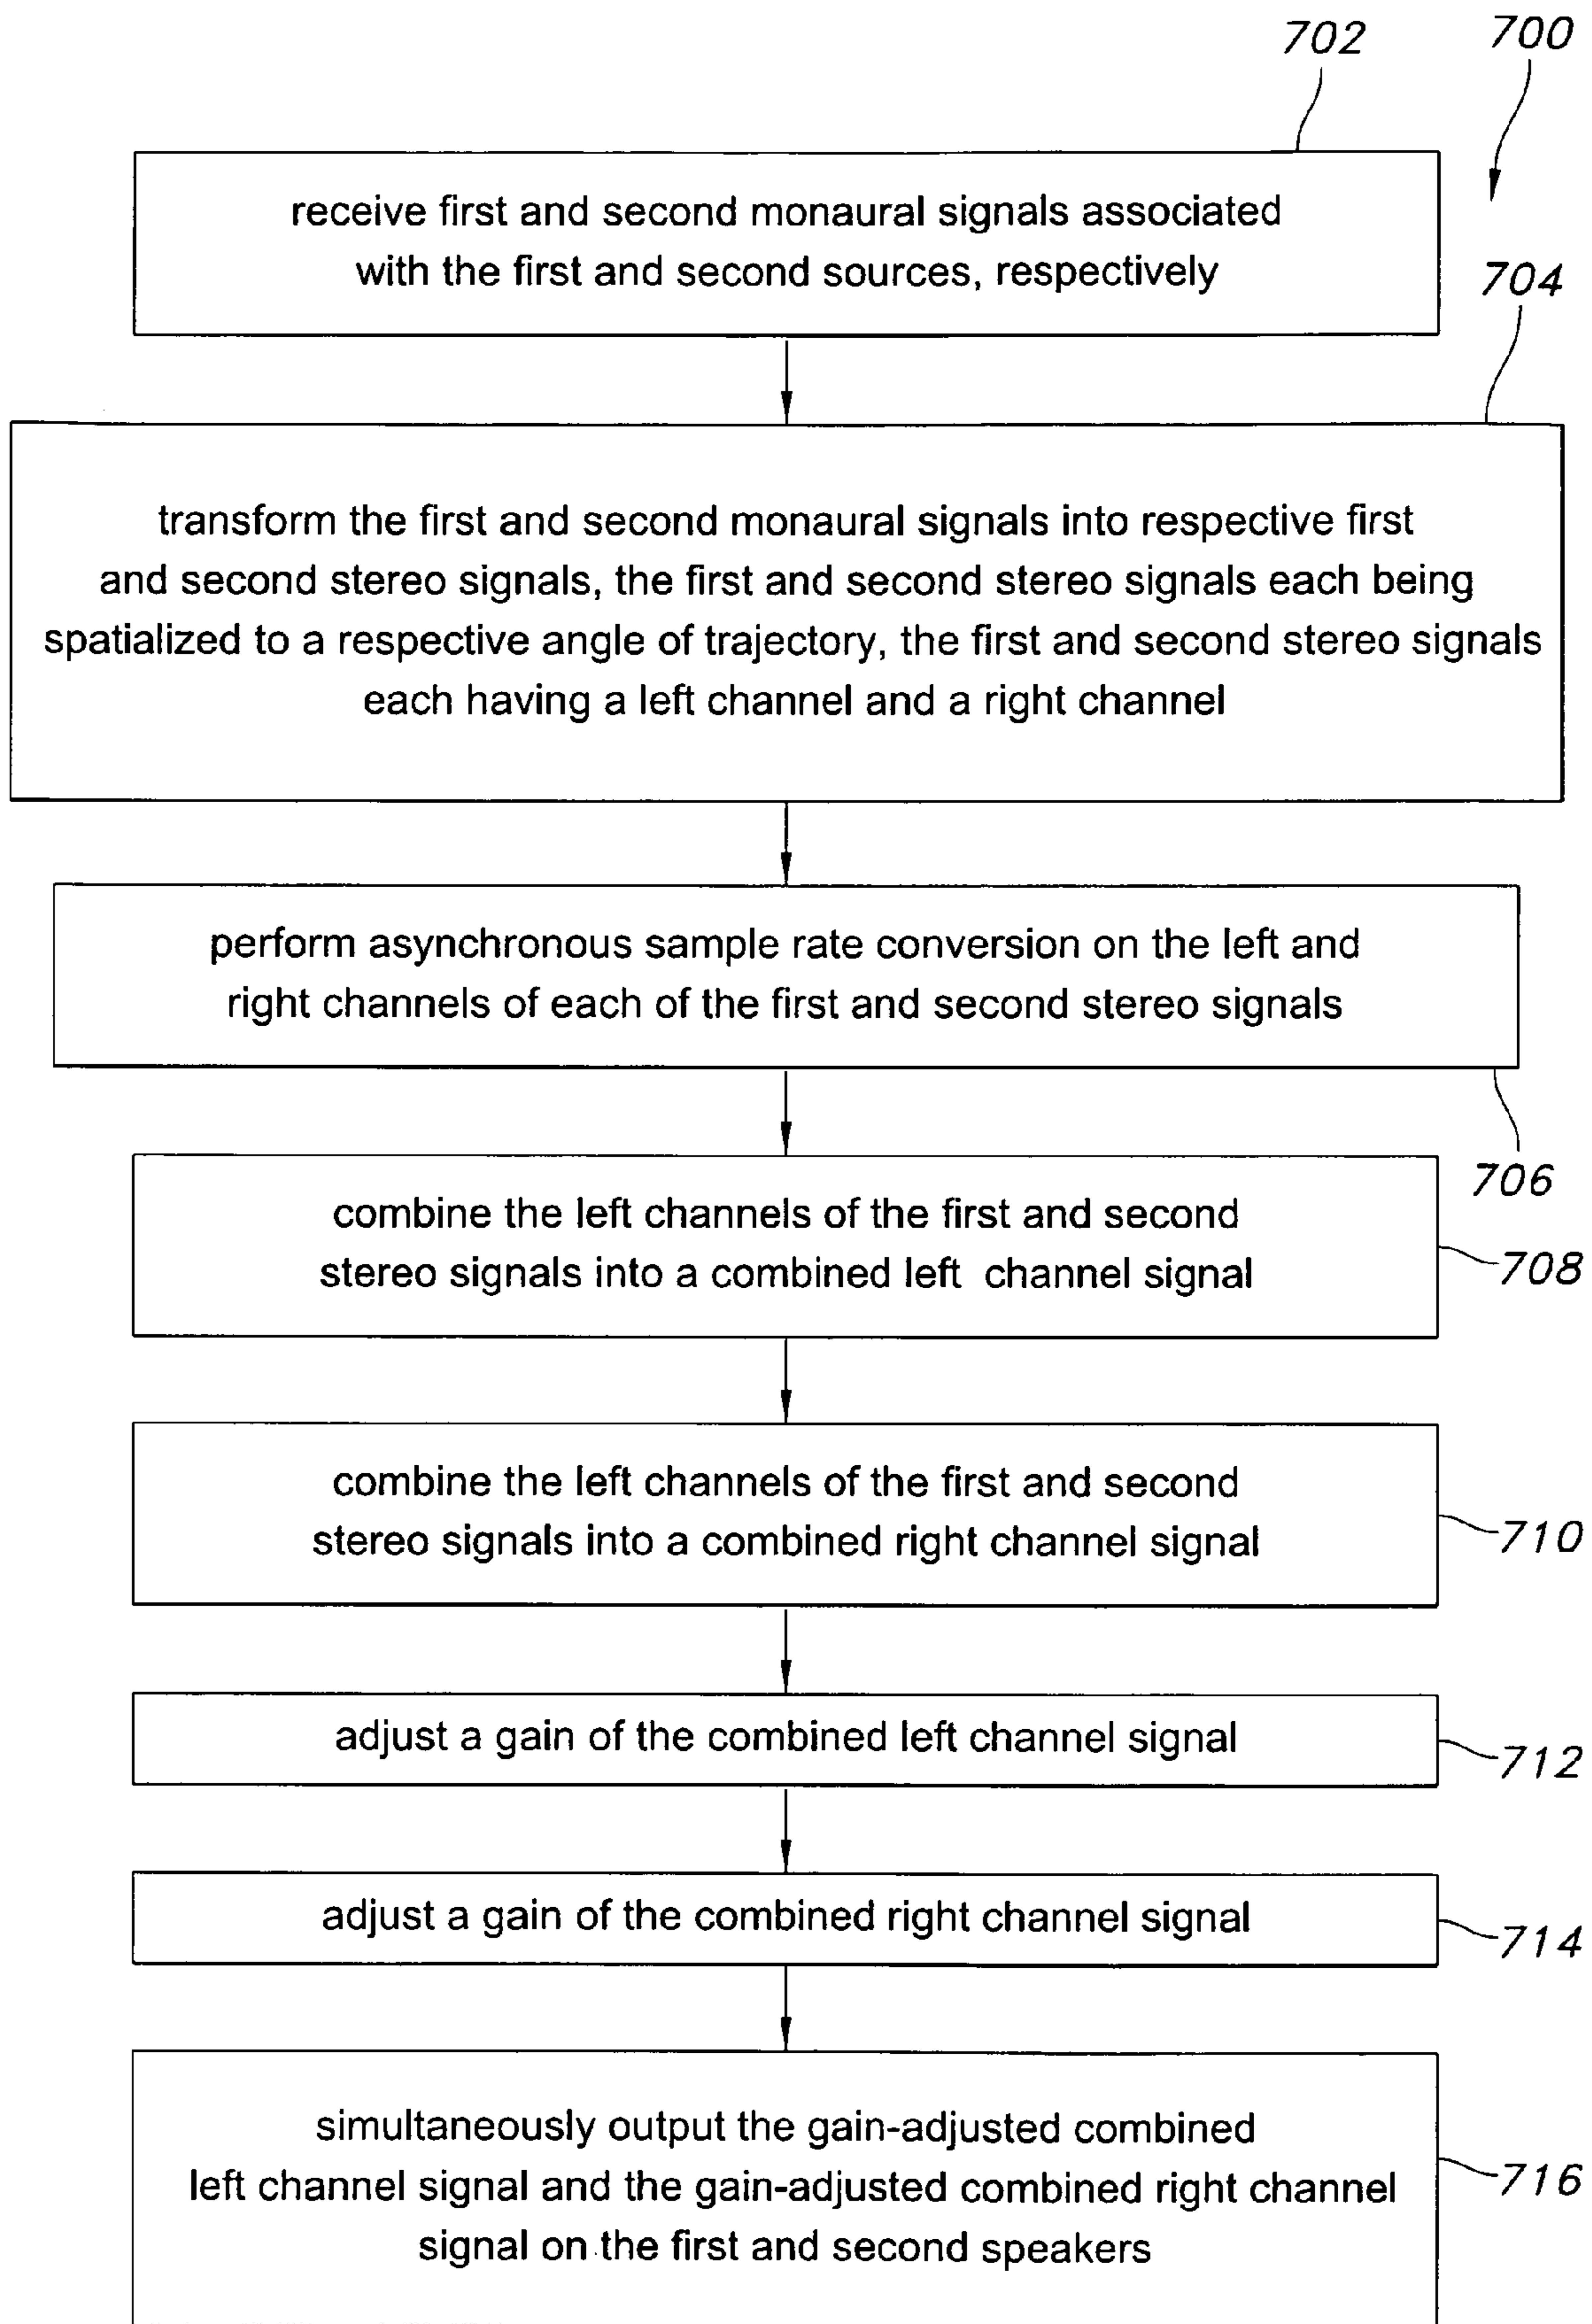 702
700
receive first and second monaural signals associated
with the first and second sources, respectively
704
transform the first and second monaural signals into respective first
and second stereo signals, the first and second stereo signals each being
spatialized to a respective angle of trajectory, the first and second stereo signals
each having a left channel and a right channel
perform asynchronous sample rate conversion on the left and
right channels of each of the first and second stereo signals
706
combine the left channels of the first and second
stereo signals into a combined left channel signal
708
combine the left channels of the first and second
stereo signals into a combined right channel signal
710
adjust a gain of the combined left channel signal
712
adjust a gain of the combined right channel signal
714
simultaneously output the gain-adjusted combined
left channel signal and the gain-adjusted combined right channel
signal on the first and second speakers
716